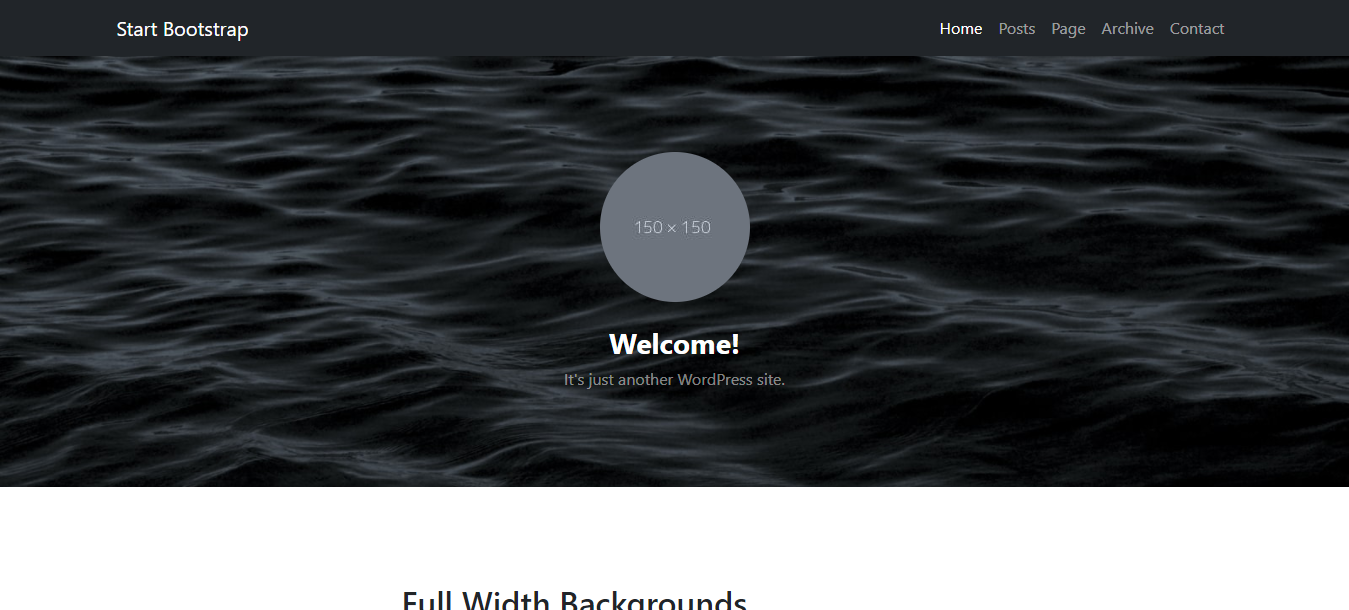 Start Bootstrap
Home Posts Page Archive Contact
150 × 150
Welcome!
It's just another WordPress site.
Full Width Backgrounds